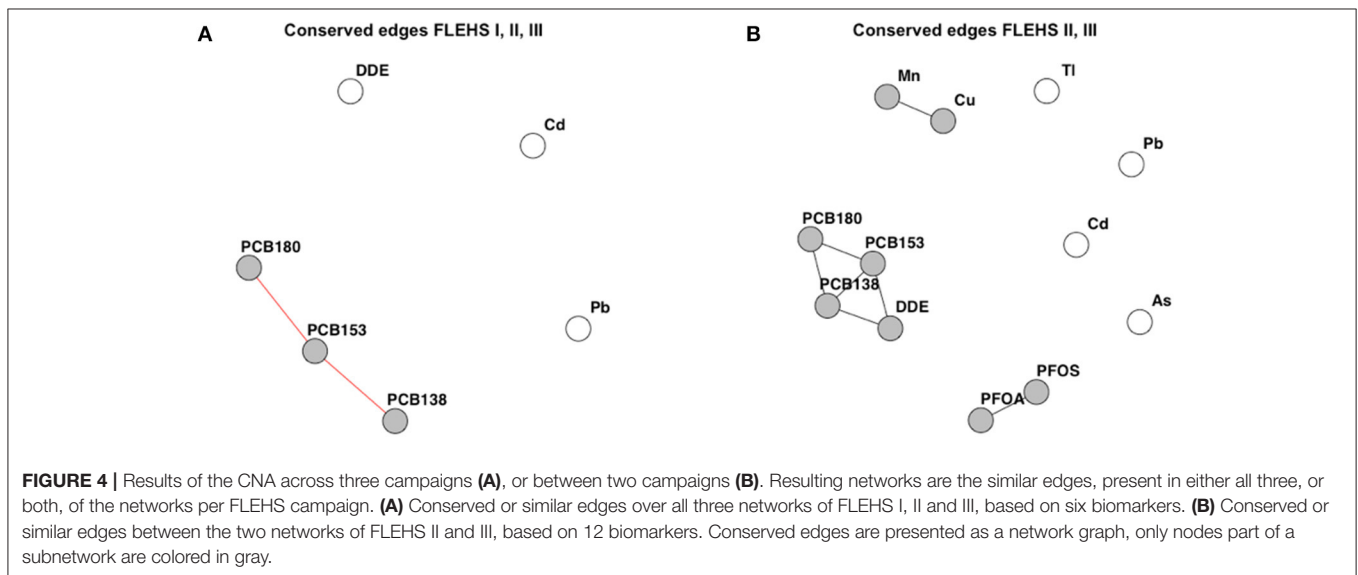 A
Conserved edges FLEHS I, II, III
DDE
Cd
PCB180
PCB153
Pb
PCB138
B
Conserved edges FLEHS II, III
Mn
Cu
Tl
Pb
PCB180
PCB153
Cd
PCB138
DDE
As
PFOS
PFOA
FIGURE 4 | Results of the CNA across three campaigns (A), or between two campaigns (B). Resulting networks are the similar edges, present in either all three, or
both, of the networks per FLEHS campaign. (A) Conserved or similar edges over all three networks of FLEHS I, II and III, based on six biomarkers. (B) Conserved or
similar edges between the two networks of FLEHS II and III, based on 12 biomarkers. Conserved edges are presented as a network graph, only nodes part of a
subnetwork are colored in gray.